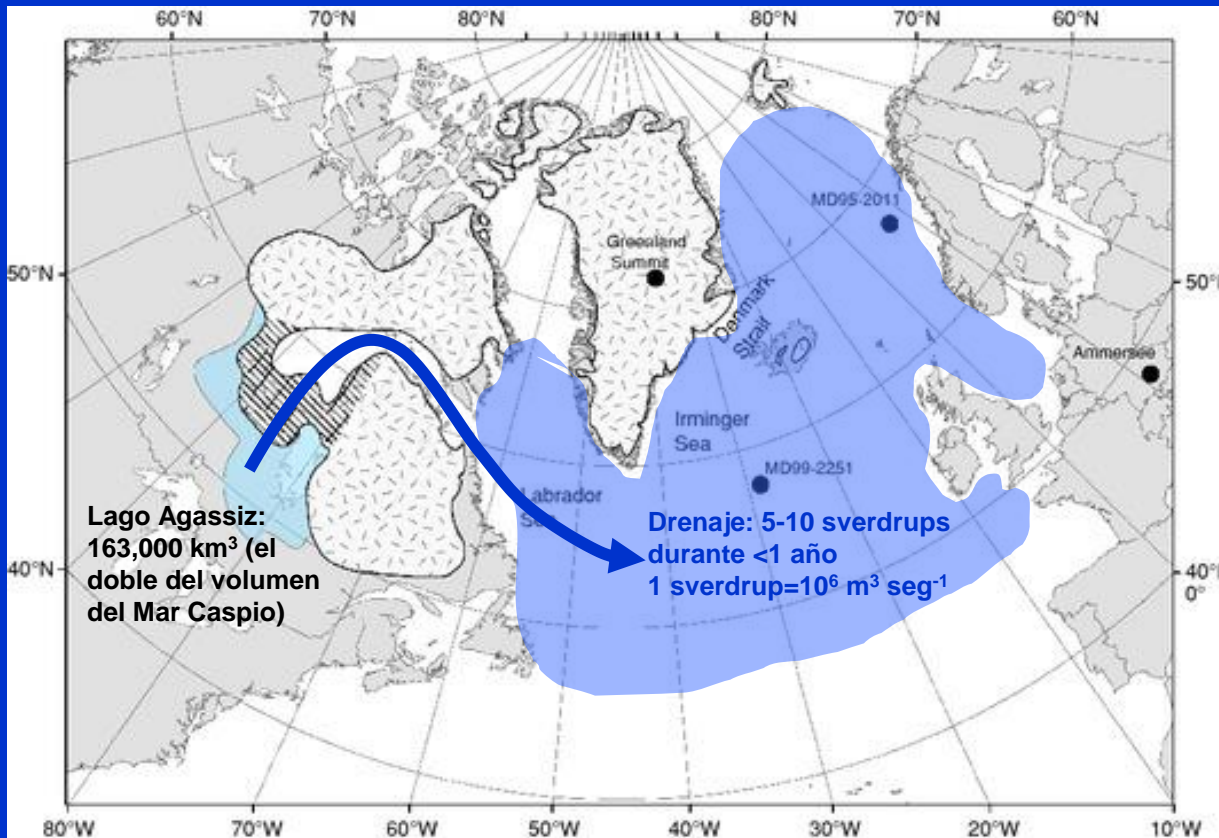 60°N 70°N 80°N 80°N 70°N 60°N
50°N
50°N
40°N
40°N
0°
MD95-2011
Greenland
Summit
Denmark
Strait
Ammersee
Irminger
Sea
MD99-2251
Labrador
Sea
Lago Agassiz:
163,000 km³ (el
doble del volumen
del Mar Caspio)
Drenaje: 5-10 sverdrups
durante <1 año
1 sverdrup=10⁶ m³ seg⁻¹
80°W 70°W 60°W 50°W 40°W 30°W 20°W 10°W